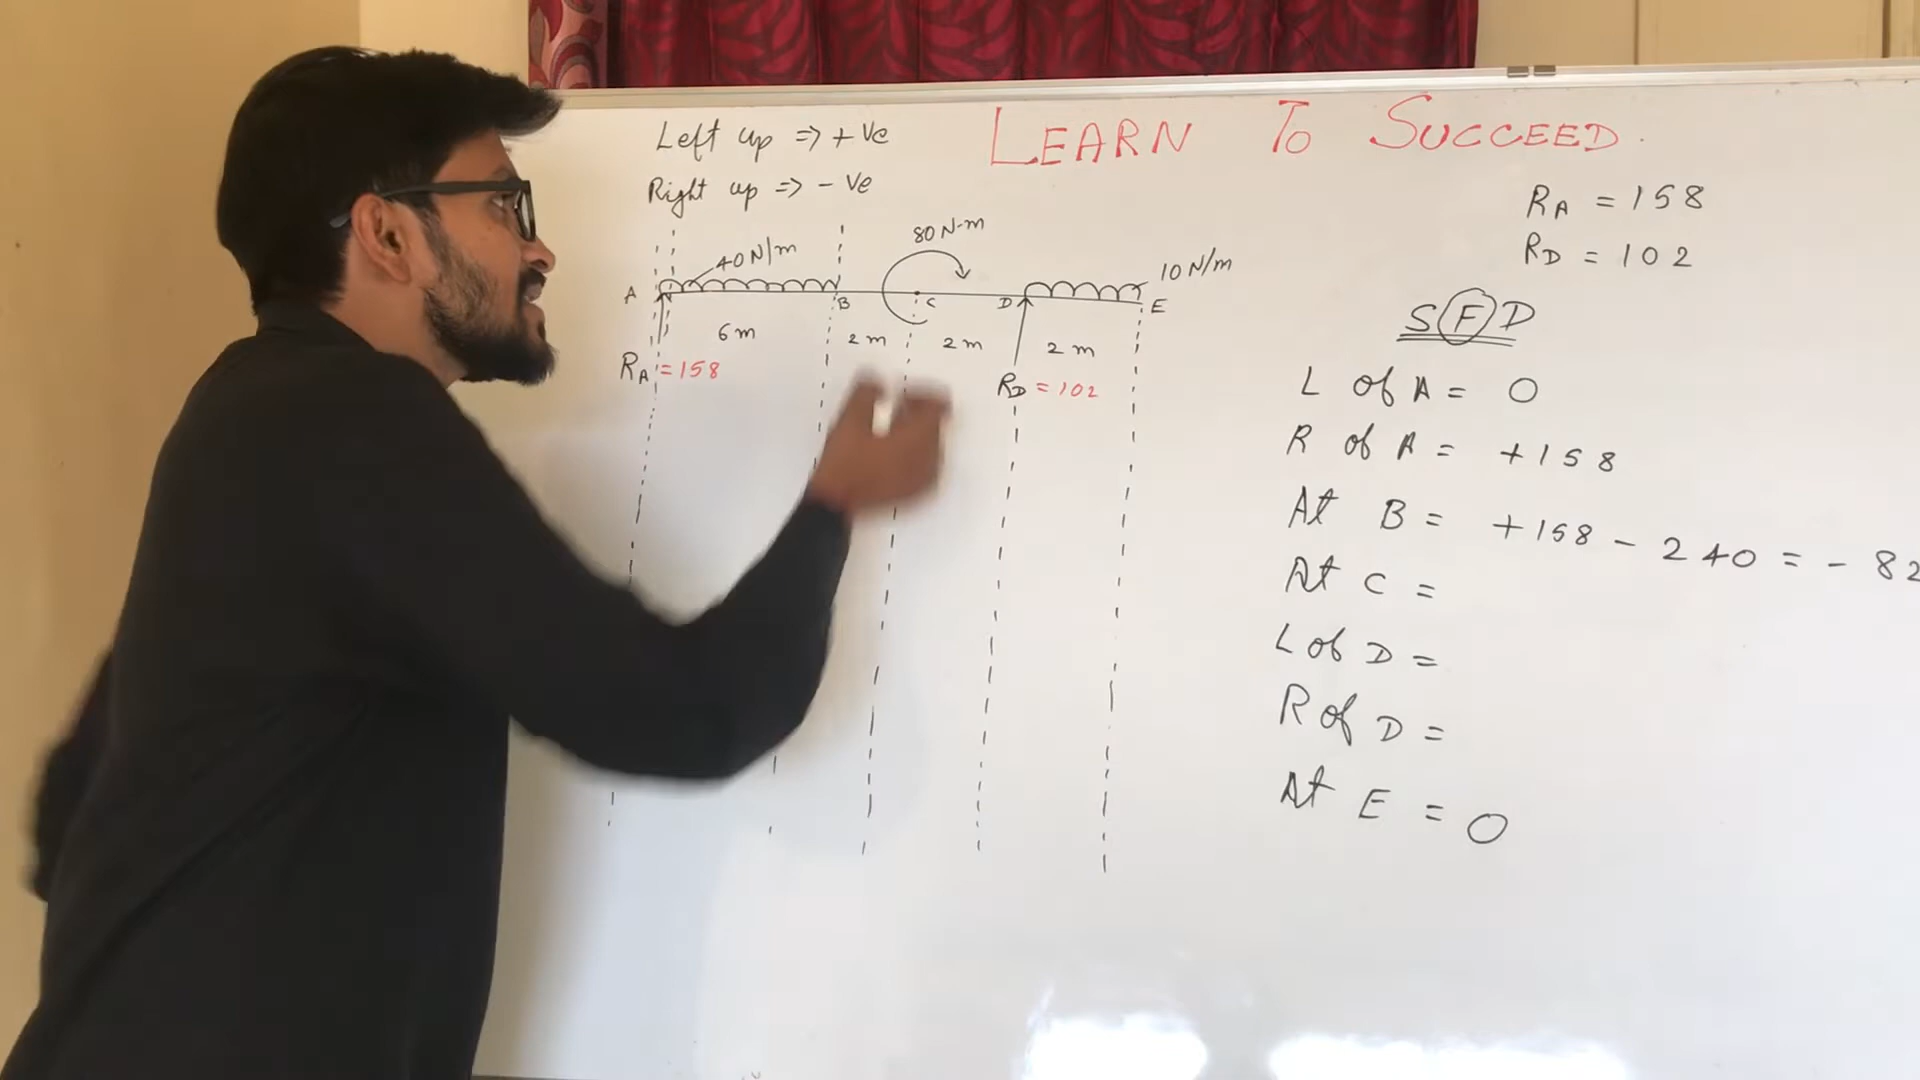 LEARN TO SUCCEED.
Left up => +ve
Right up => - ve
RA = 158
RD = 102
40 N/m
80 N-m
10 N/m
A
B
C
D
E
6 m
2 m
2 m
2 m
RA = 158
RD = 102
SFD
L of A = 0
R of A = +158
At B = +158 - 240 = - 82
At C =
L of D =
R of D =
At E = 0